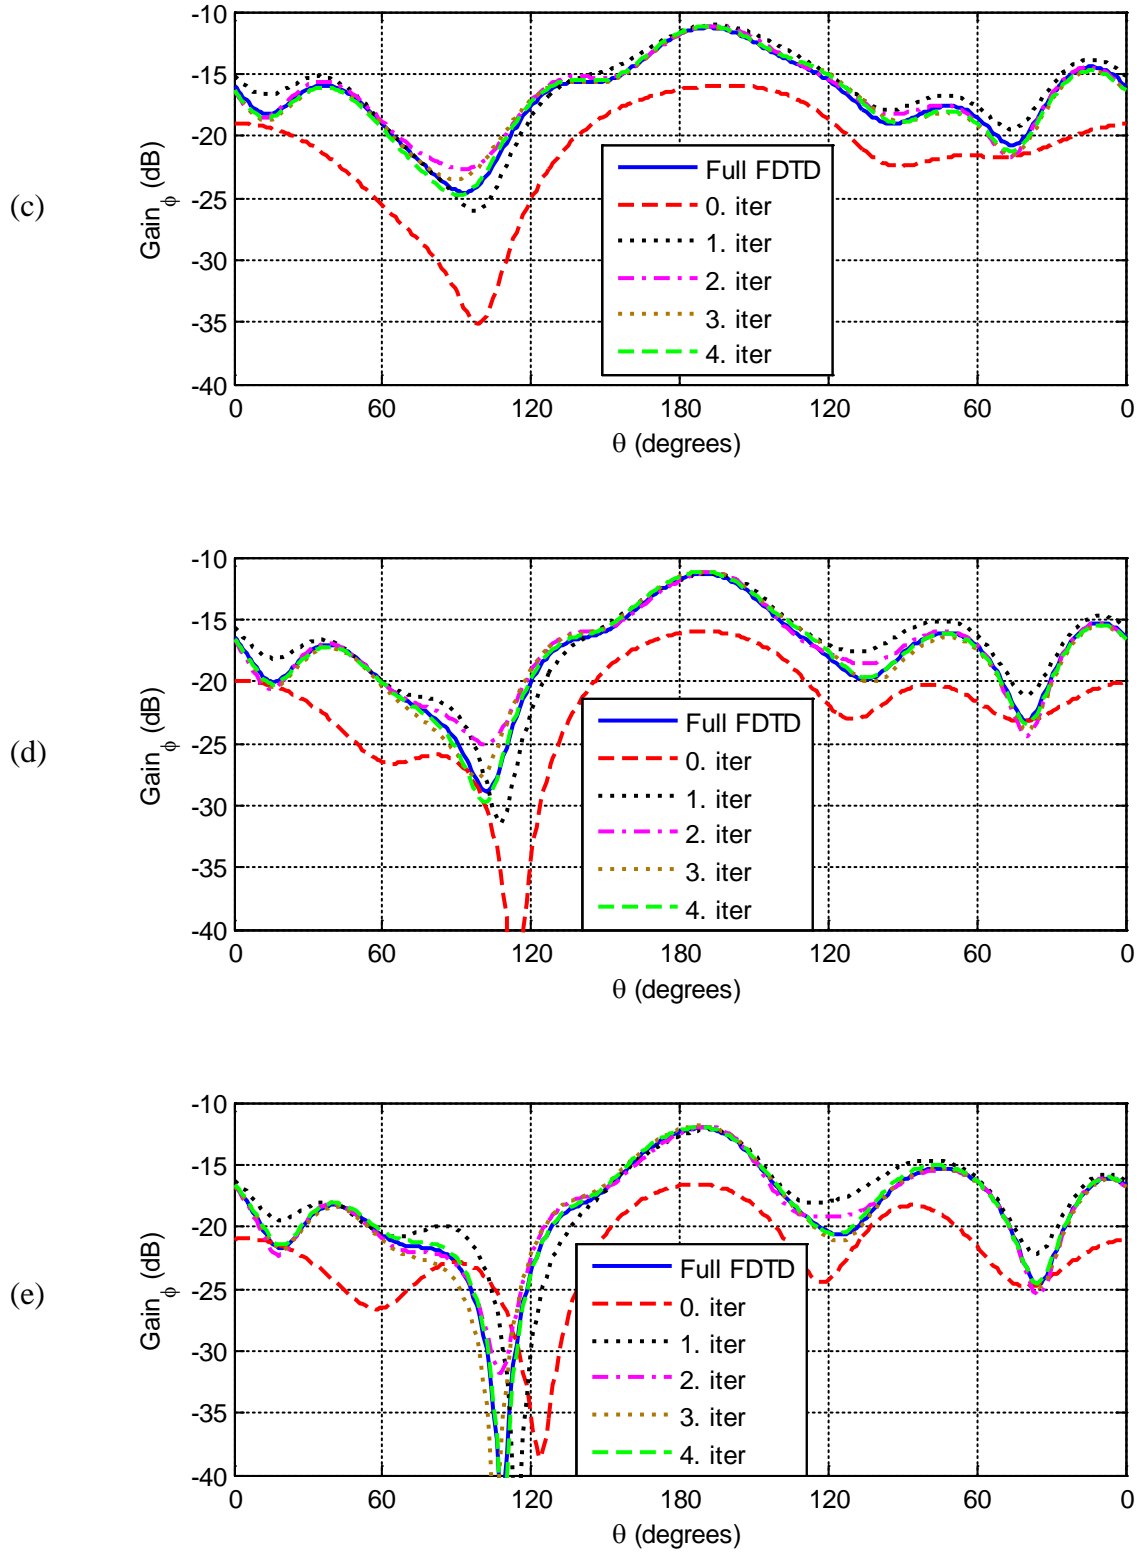 (c)
Gain_ϕ (dB)
-10
-15
-20
-25
-30
-35
-40
0 60 120 180 120 60 0
θ (degrees)
Full FDTD
0. iter
1. iter
2. iter
3. iter
4. iter
(d)
Gain_ϕ (dB)
-10
-15
-20
-25
-30
-35
-40
0 60 120 180 120 60 0
θ (degrees)
Full FDTD
0. iter
1. iter
2. iter
3. iter
4. iter
(e)
Gain_ϕ (dB)
-10
-15
-20
-25
-30
-35
-40
0 60 120 180 120 60 0
θ (degrees)
Full FDTD
0. iter
1. iter
2. iter
3. iter
4. iter